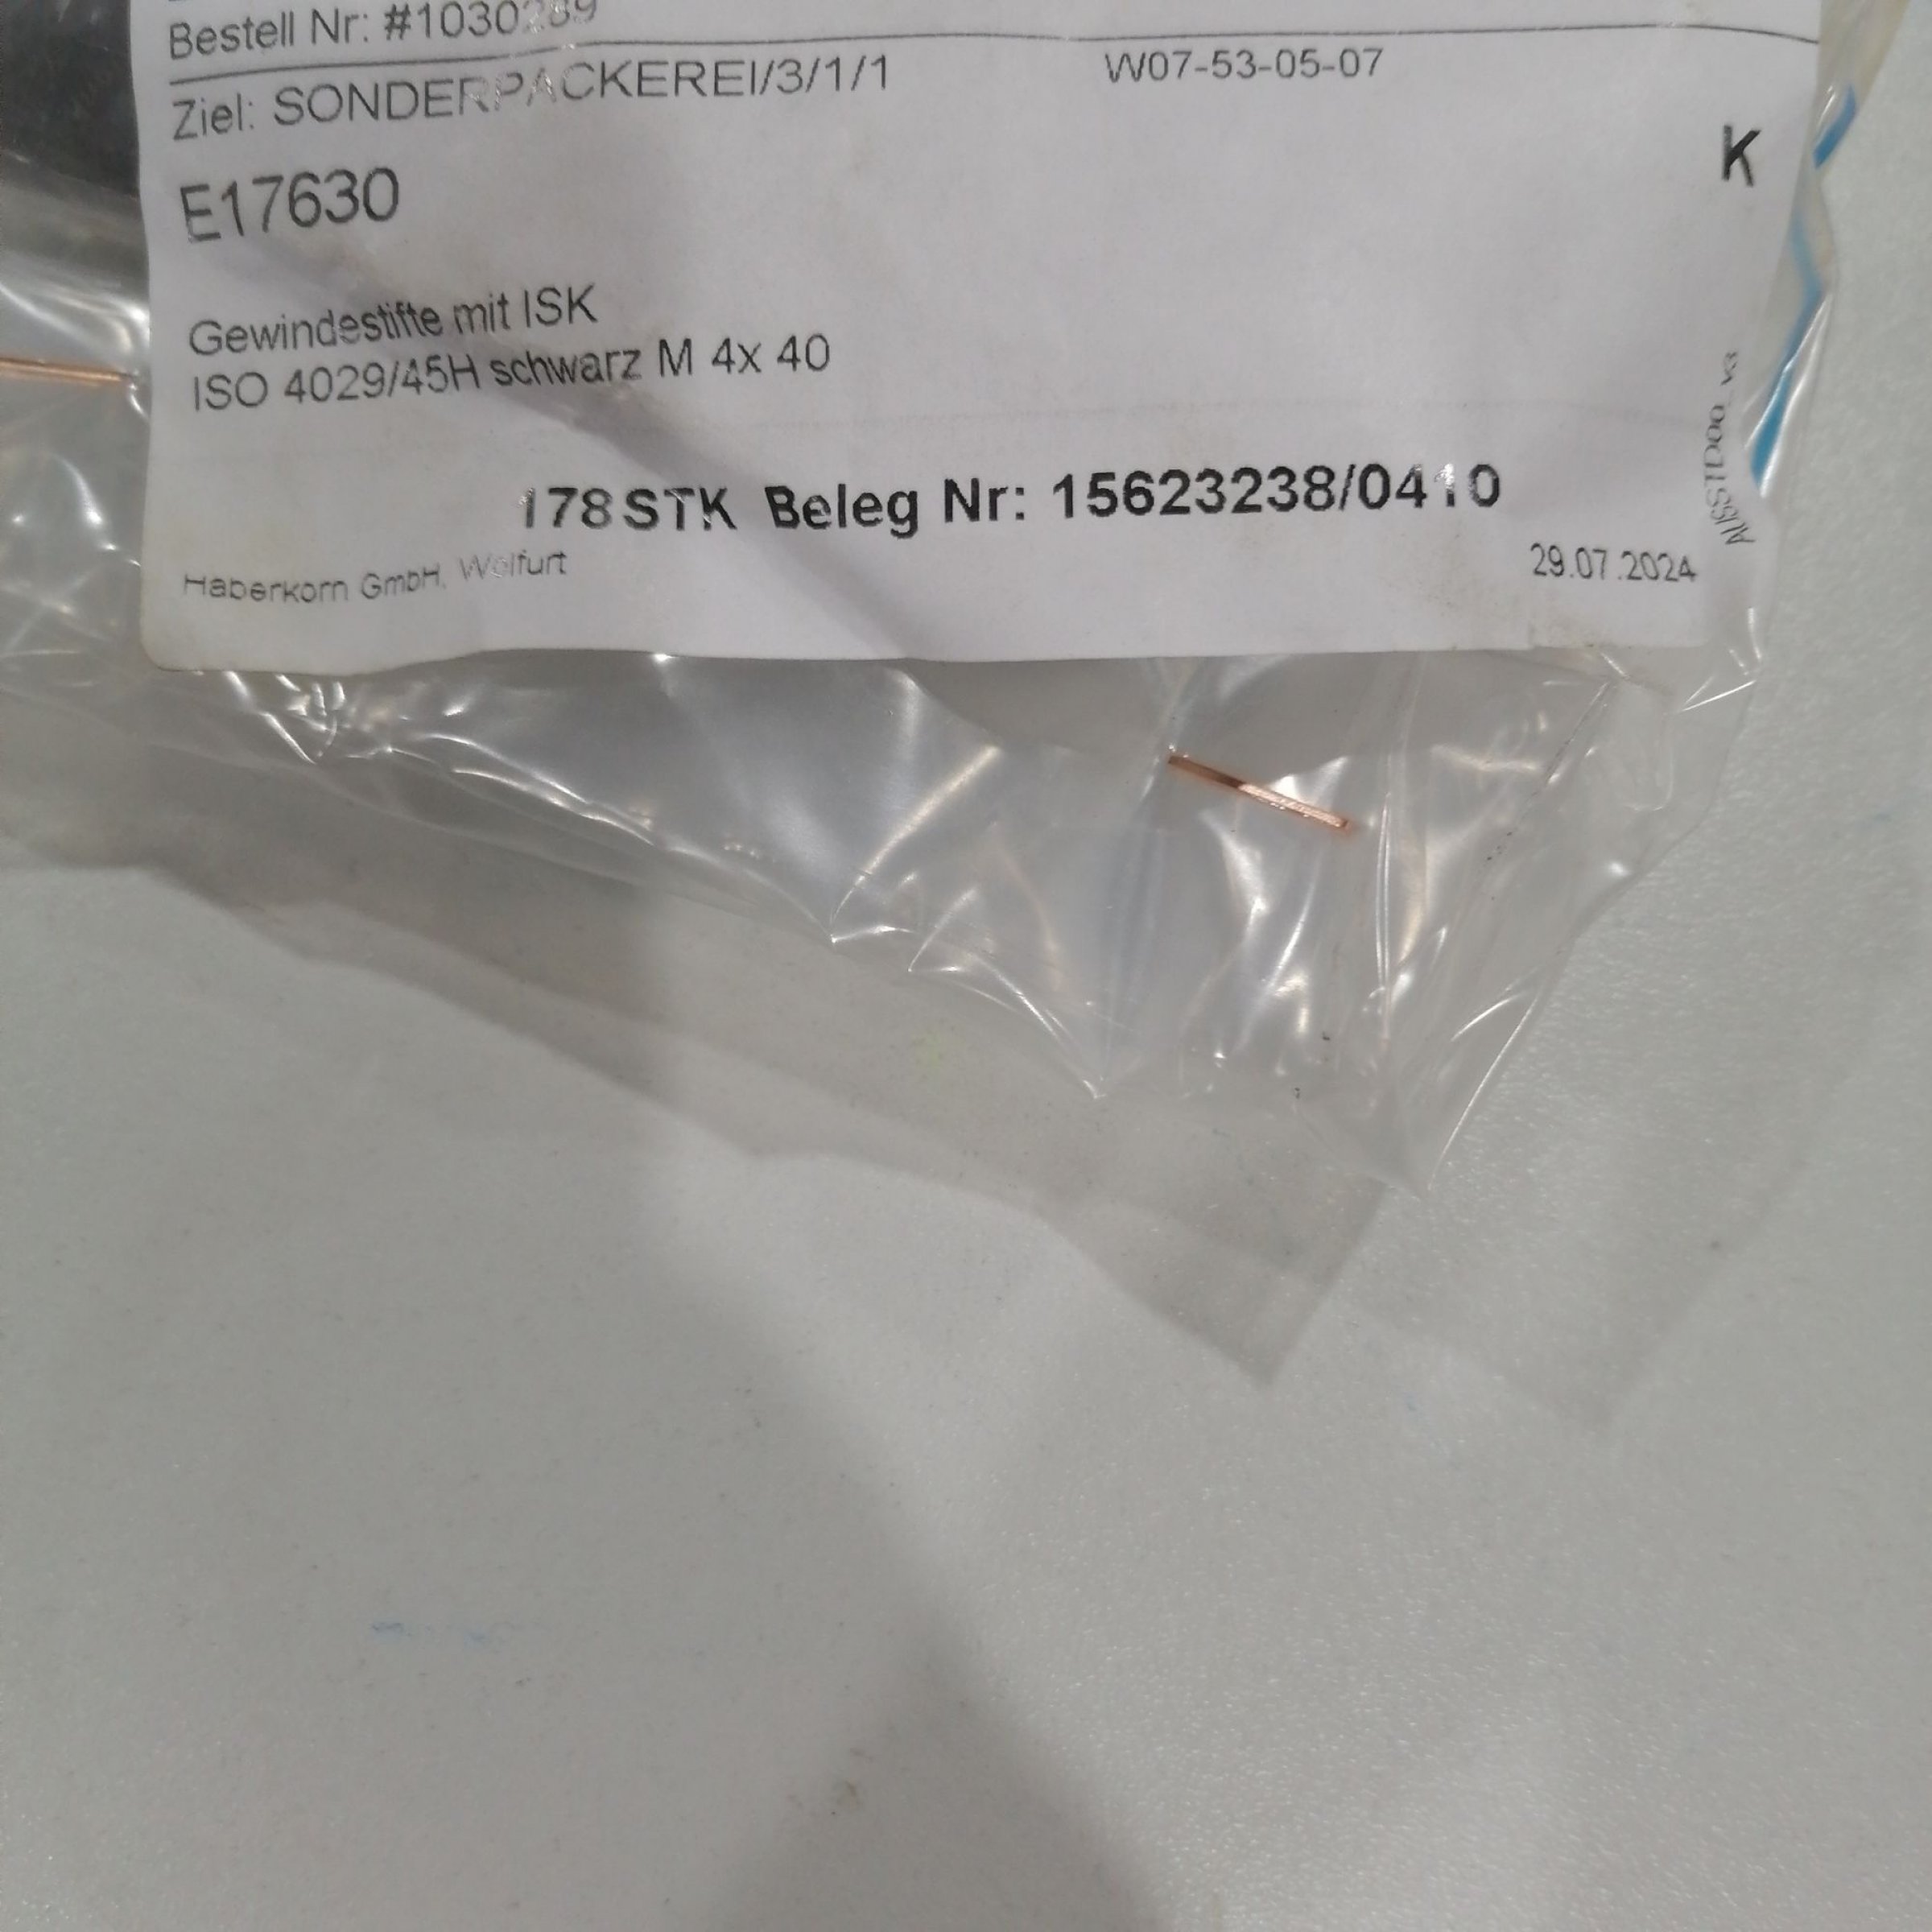 Bestell Nr: #1030289
Ziel: SONDERPACKEREI/3/1/1
W07-53-05-07
K
E17630
Gewindestifte mit ISK
ISO 4029/45H schwarz M 4x 40
178 STK Beleg Nr: 15623238/0410
Haberkorn GmbH, Wolfurt
29.07.2024